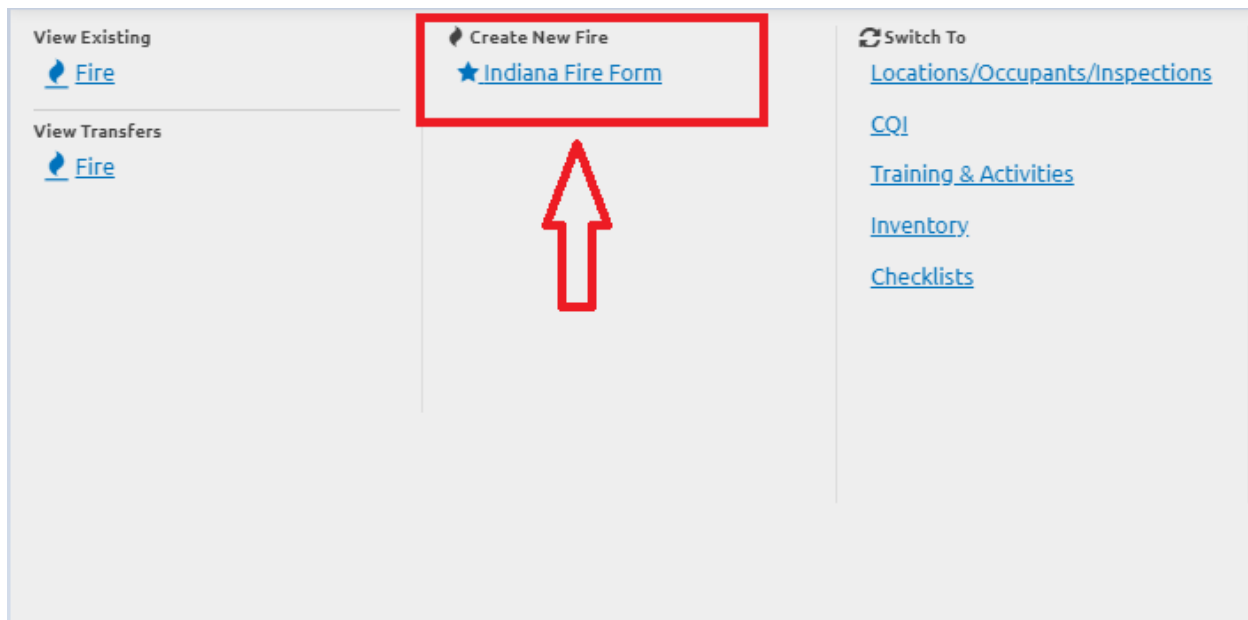 View Existing
Fire
View Transfers
Fire
Create New Fire
Indiana Fire Form
Switch To
Locations/Occupants/Inspections
CQI
Training & Activities
Inventory
Checklists